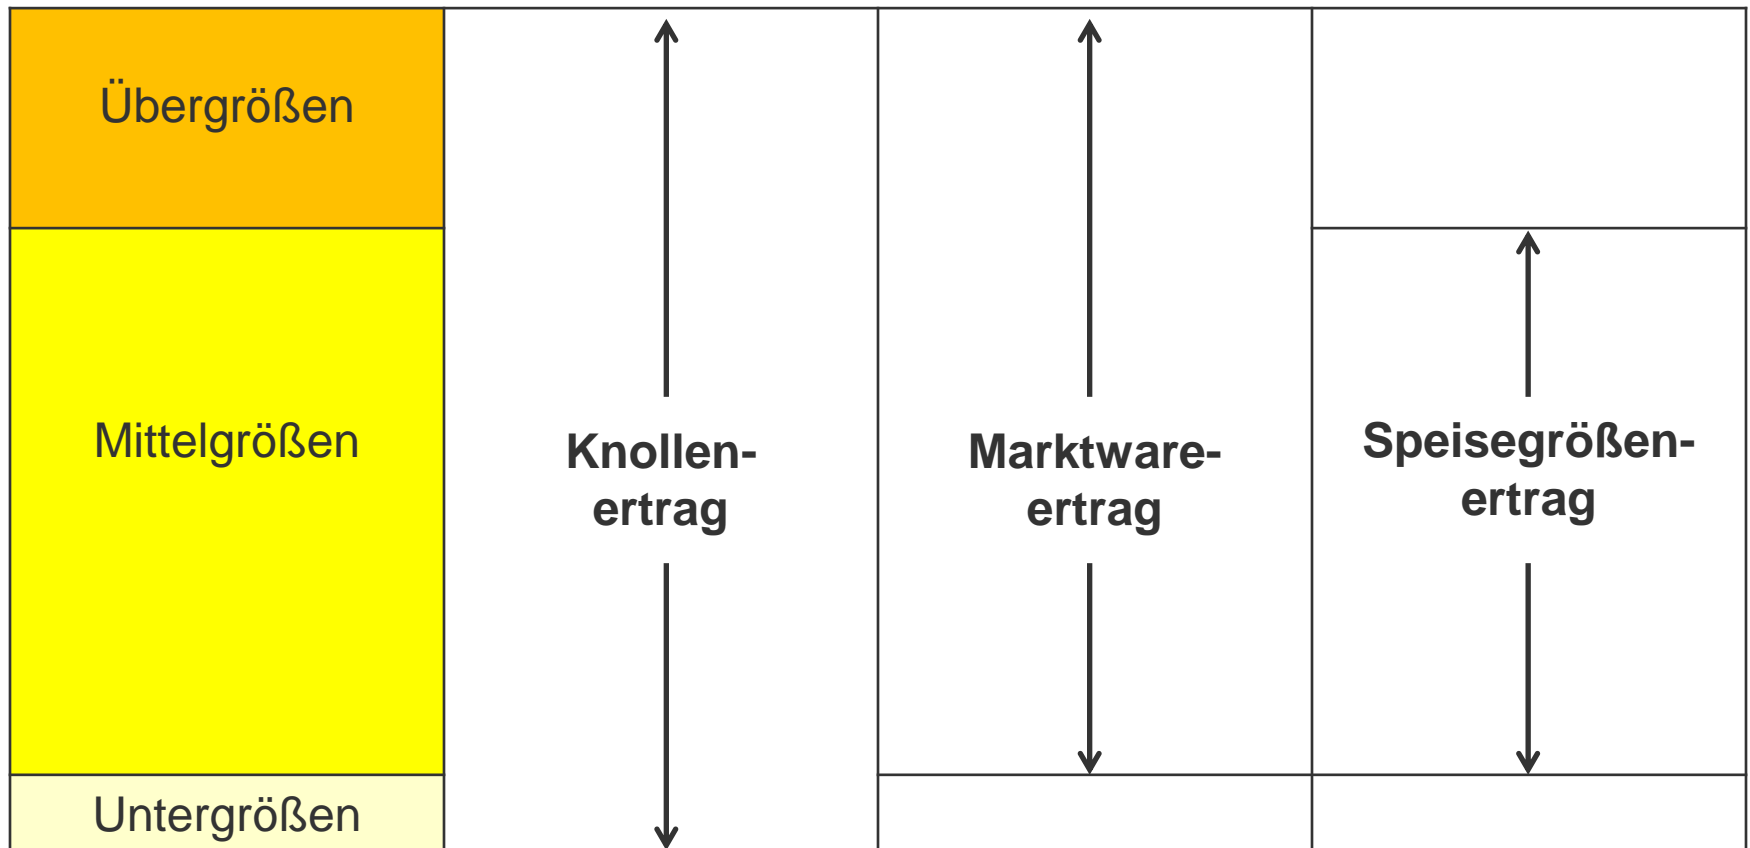 Übergrößen
Mittelgrößen
Untergrößen
Knollen-
ertrag
Marktware-
ertrag
Speisegrößen-
ertrag